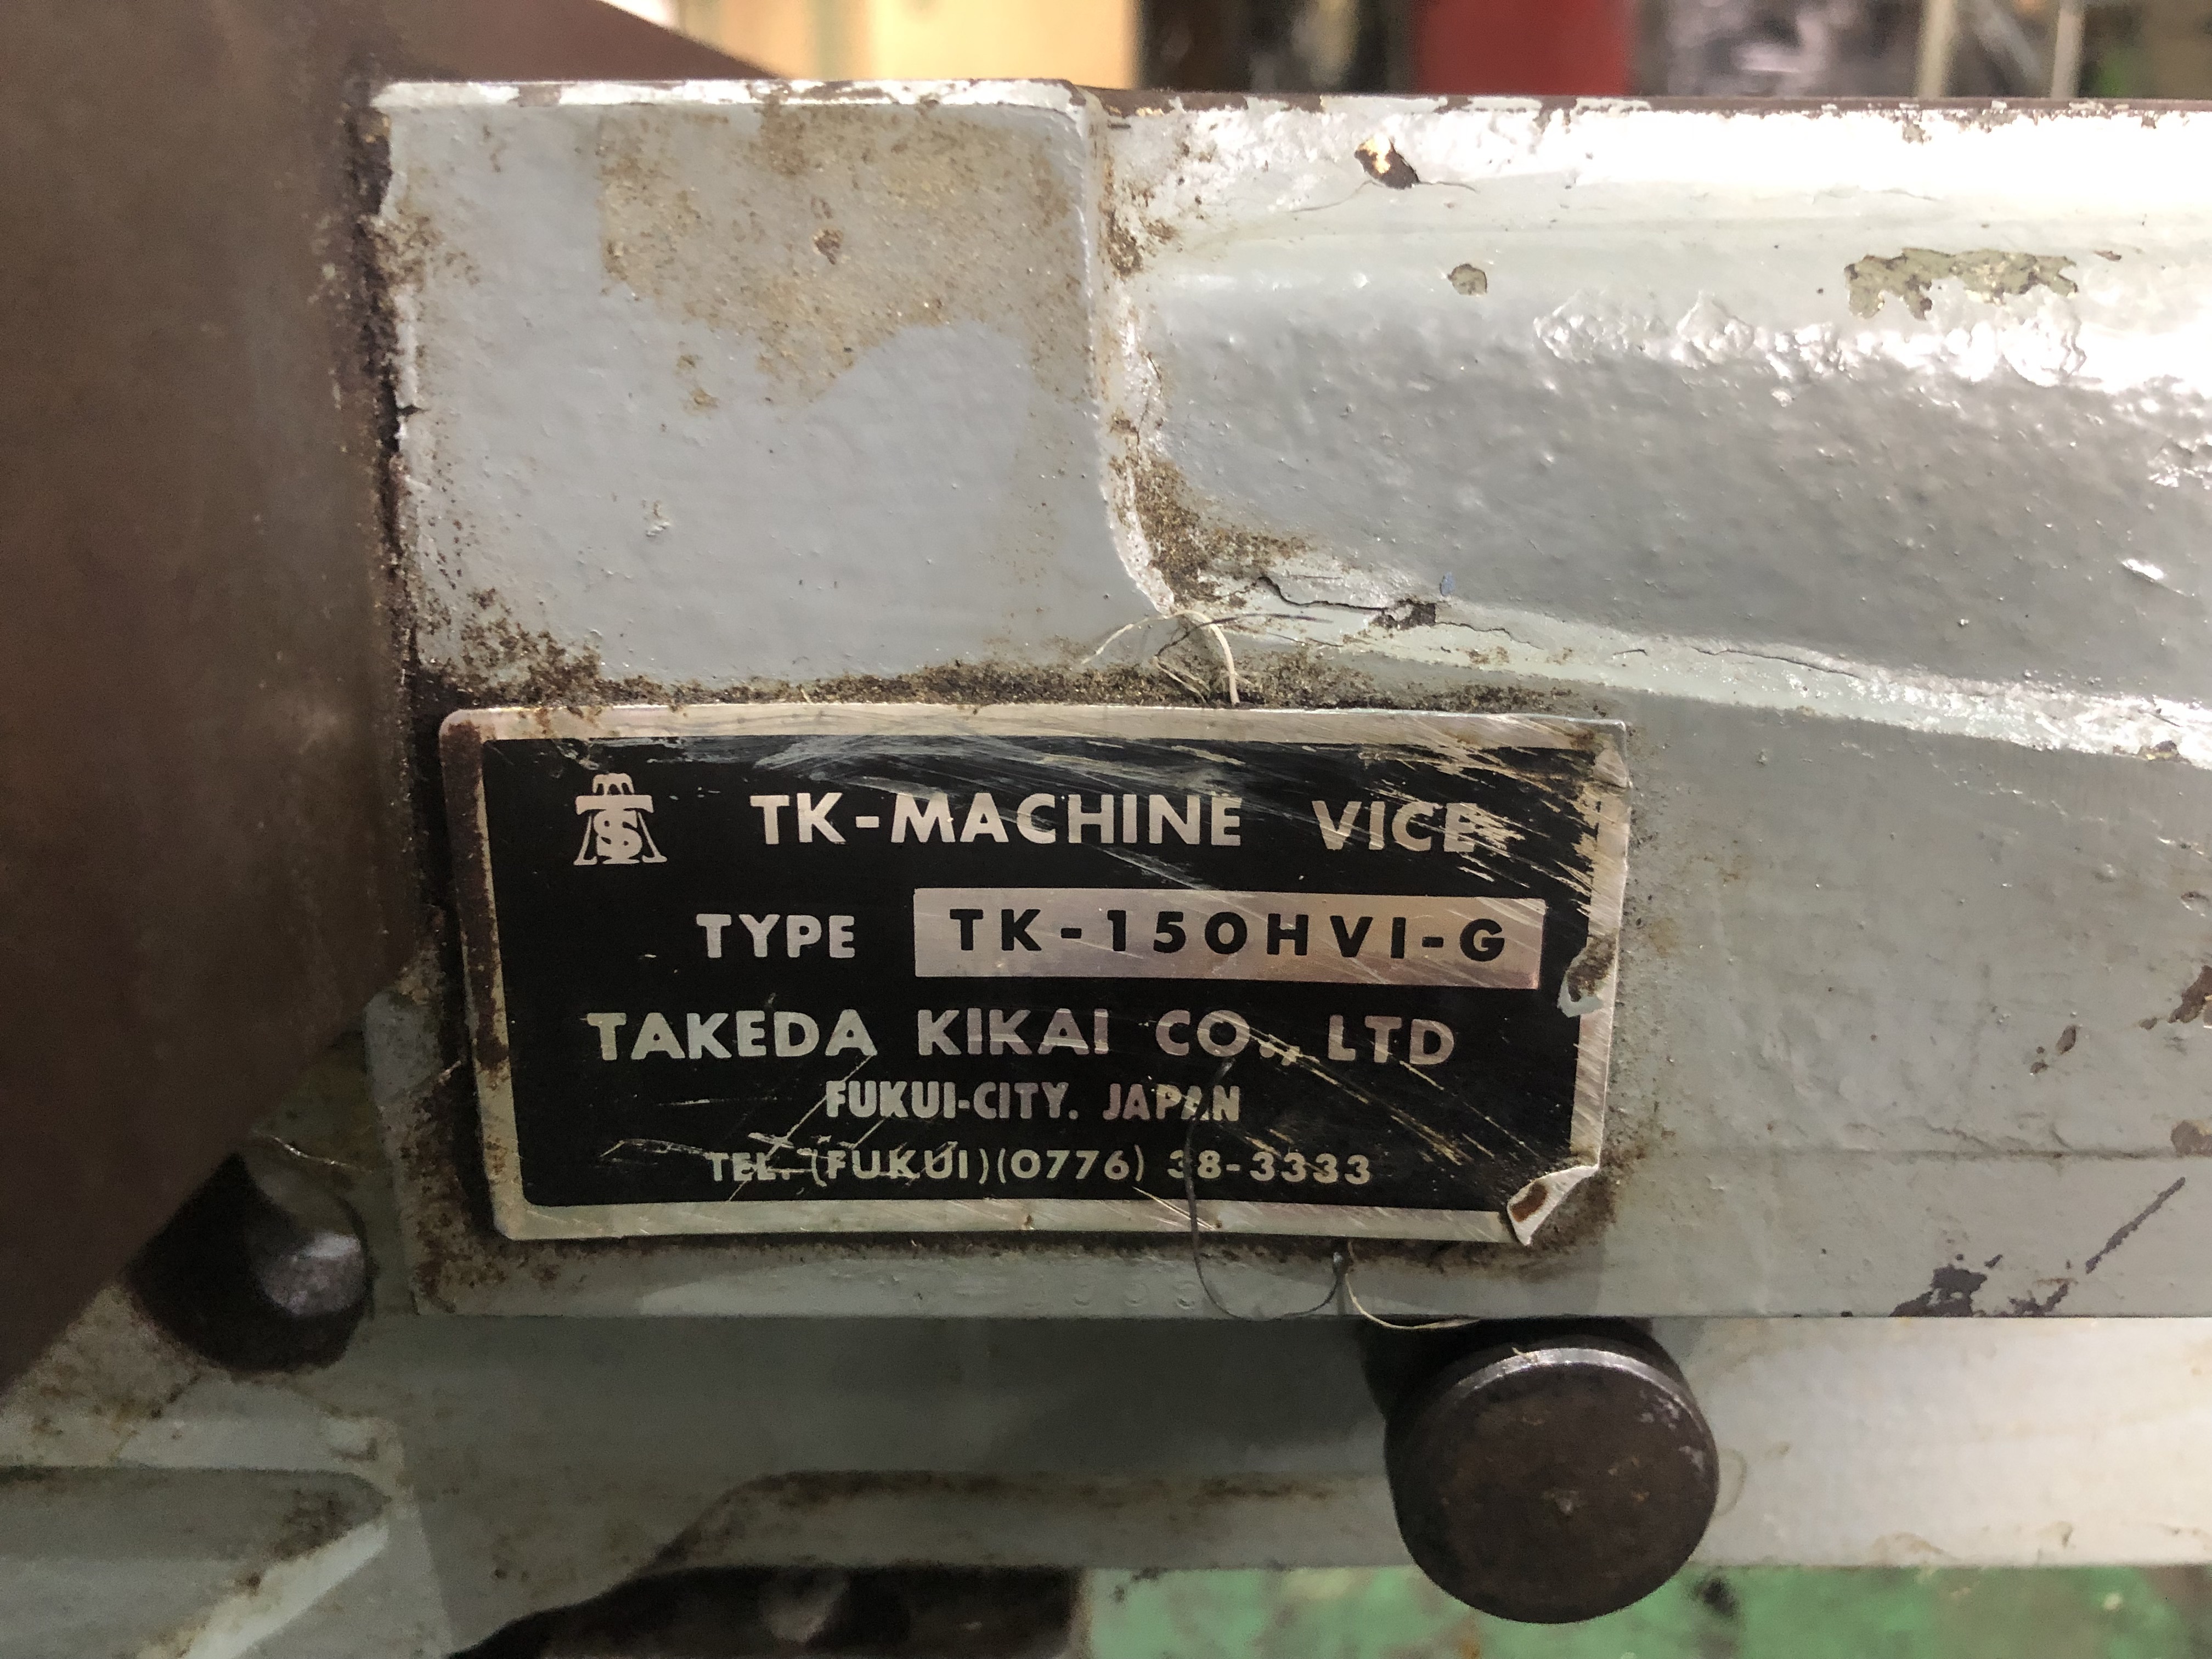 TK-MACHINE VICE
TYPE TK-150HVI-G
TAKEDA KIKAI CO., LTD
FUKUI-CITY. JAPAN
TEL. (FUKUI)(0776) 38-3333